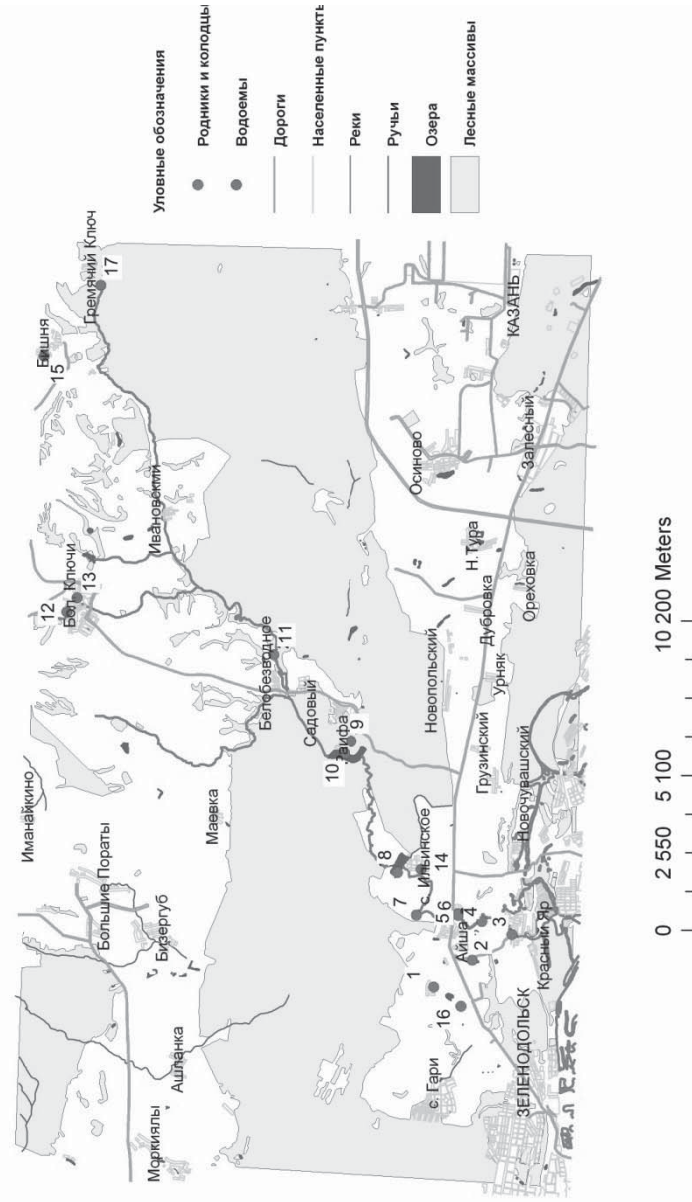 Уловные обозначения
Родники и колодцы
Водоемы
Дороги
Населенные пункты
Реки
Ручьи
Озера
Лесные массивы
Иманайкино
Большие Пораты
Бизергуб
Моркиялы
Ашланка
Маевка
12
Бол. Ключи
13
Бишня
15
Гремячий Ключ
17
Ивановский
Белобезводное
11
Садовый
10
Раифа
9
Новопольский
8
7
с. Ильинское
14
5
6
Айша
4
2
3
1
16
с. Гари
ЗЕЛЕНОДОЛЬСК
Красный Яр
Новочувашский
Грузинский
Урняк
Дубровка
Н.Тура
Ореховка
Осиново
Залесный
КАЗАНЬ
0 2 550 5 100 10 200 Meters